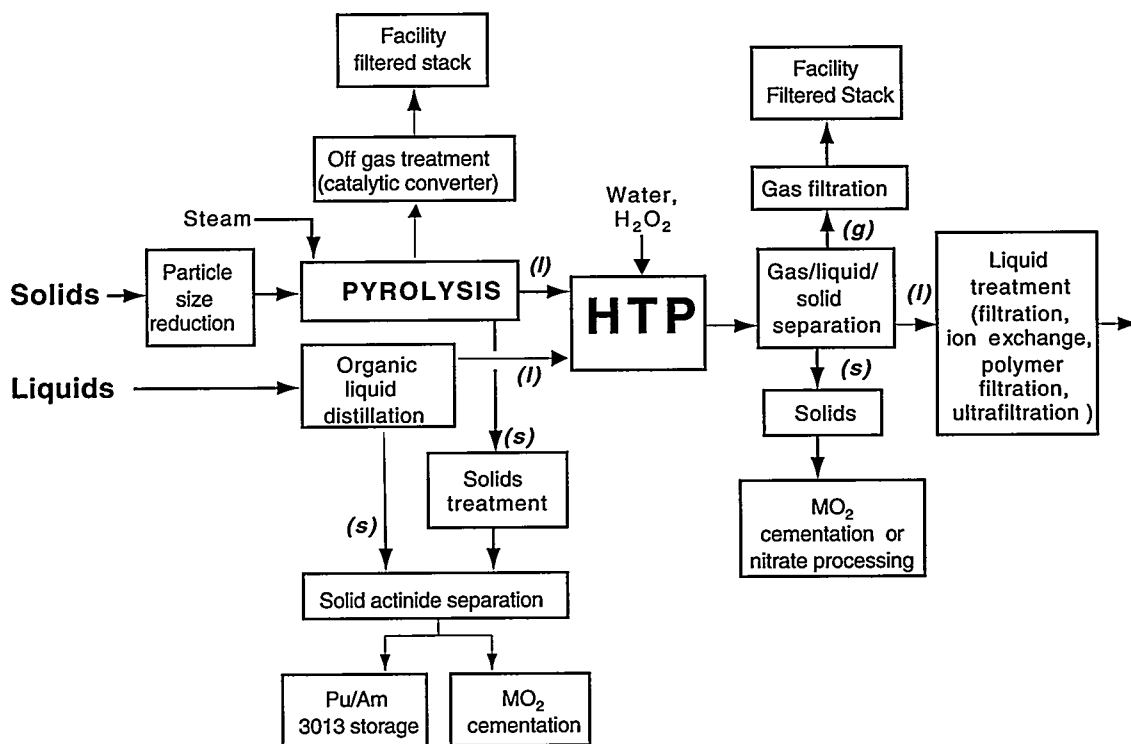 Facility
filtered stack
Facility
Filtered Stack
Off gas treatment
(catalytic converter)
Water,
H₂O₂
Gas filtration
Steam
(g)
Solids
Particle
size
reduction
PYROLYSIS
(l)
HTP
Gas/liquid/
solid
separation
(l)
Liquid
treatment
(filtration,
ion exchange,
polymer
filtration,
ultrafiltration )
Liquids
Organic
liquid
distillation
(l)
(s)
Solids
(s)
Solids
treatment
(s)
MO₂
cementation or
nitrate processing
Solid actinide separation
Pu/Am
3013 storage
MO₂
cementation